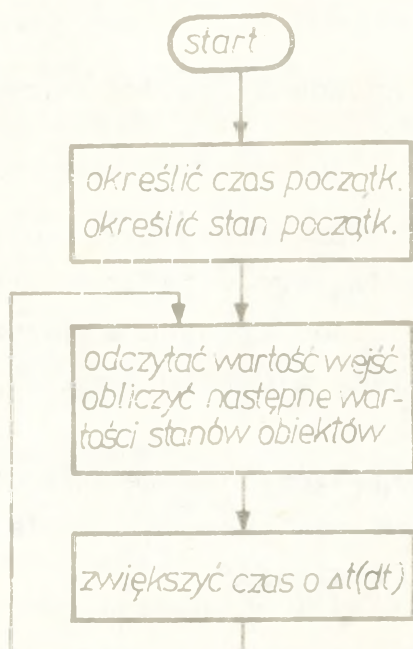 start
określić czas początk.
określić stan początk.
odczytać wartość wejść
obliczyć następne war-
tości stanów obiektów
zwiększyć czas o Δt(dt)